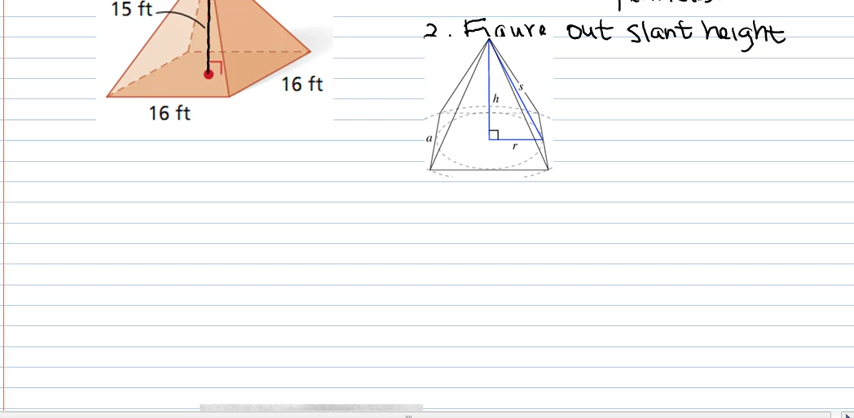 15 ft
2. Figure out slant height
16 ft
16 ft
h
s
a
r